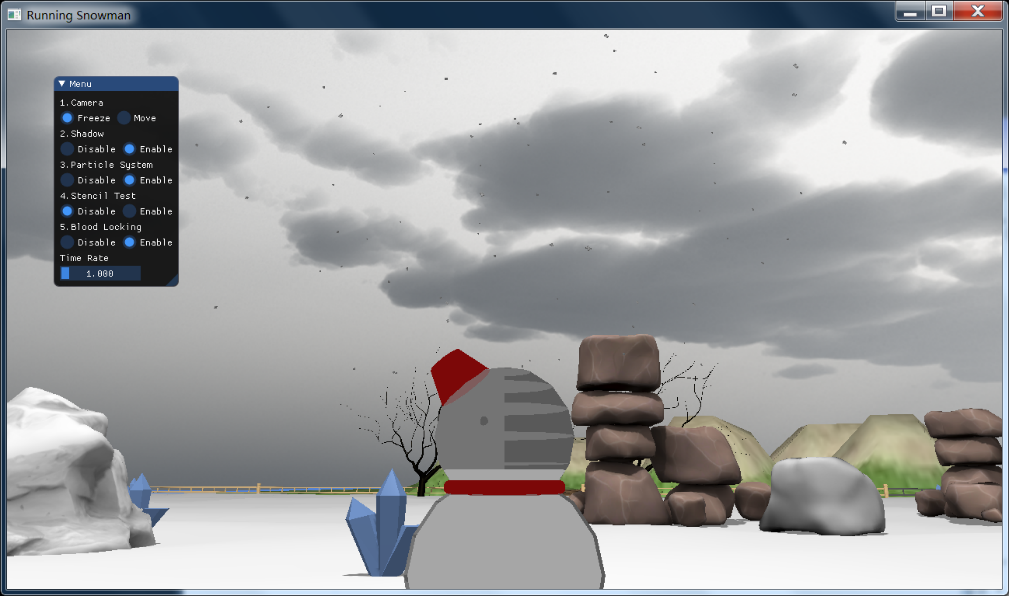 Running Snowman
Menu
1.Camera
Freeze Move
2.Shadow
Disable Enable
3.Particle System
Disable Enable
4.Stencil Test
Disable Enable
5.Blood Locking
Disable Enable
Time Rate
1.000